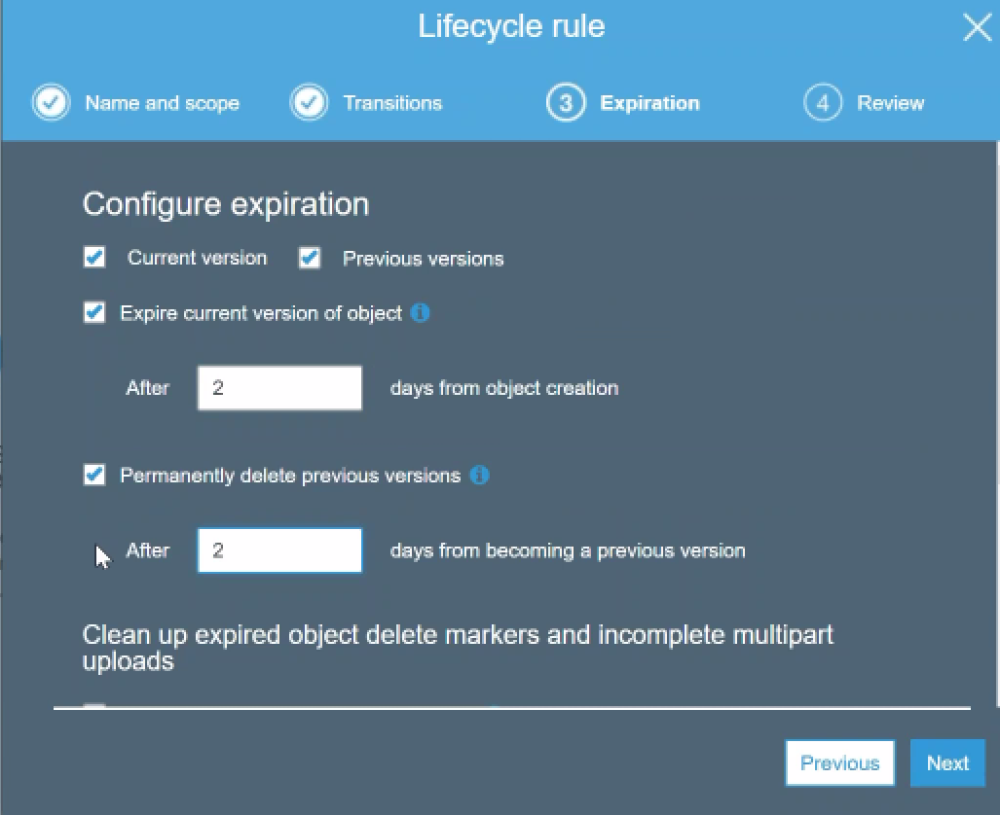 Lifecycle rule
Name and scope Transitions 3 Expiration 4 Review
Configure expiration
Current version Previous versions
Expire current version of object
After 2 days from object creation
Permanently delete previous versions
After 2 days from becoming a previous version
Clean up expired object delete markers and incomplete multipart
uploads
Previous Next